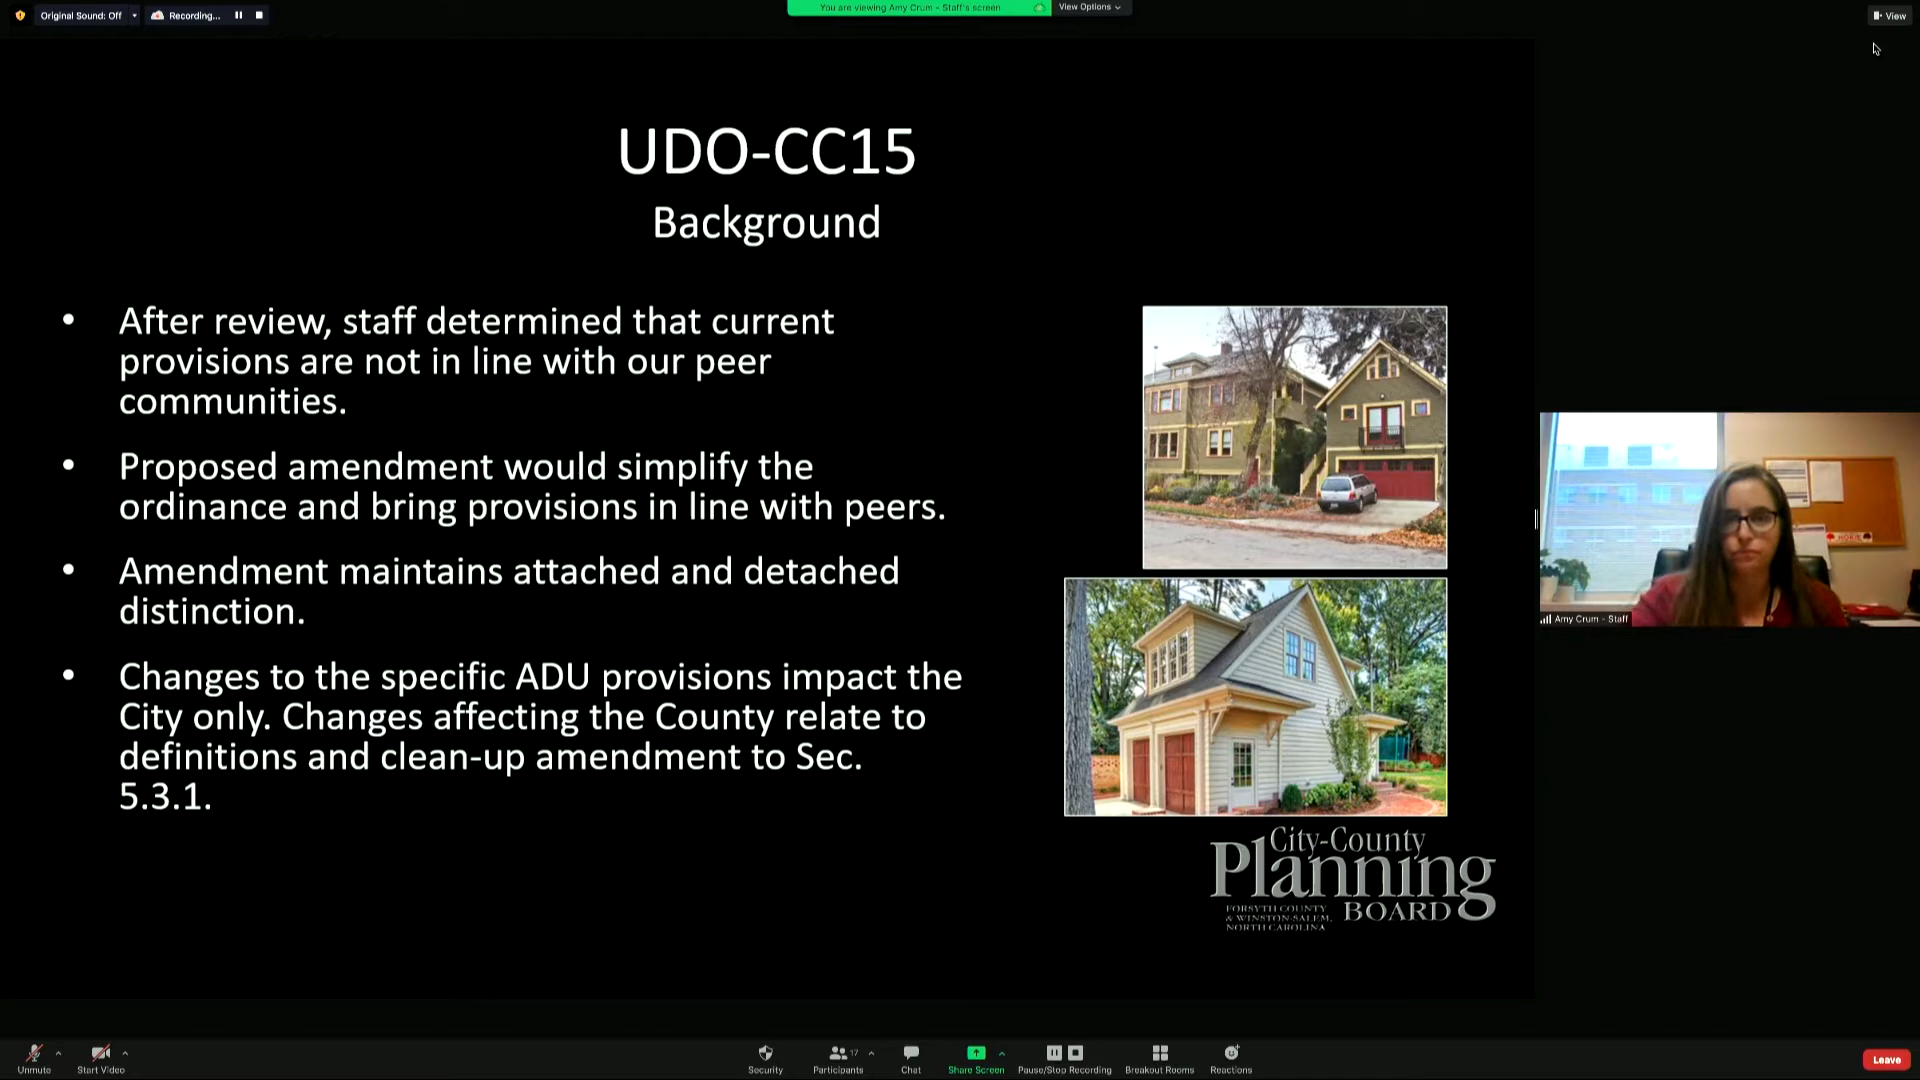 Original Sound: Off
Recording...
You are viewing Amy Crum - Staff's screen
View Options
View
UDO-CC15
Background
• After review, staff determined that current
provisions are not in line with our peer
communities.
• Proposed amendment would simplify the
ordinance and bring provisions in line with peers.
• Amendment maintains attached and detached
distinction.
• Changes to the specific ADU provisions impact the
City only. Changes affecting the County relate to
definitions and clean-up amendment to Sec.
5.3.1.
City-County
Planning
BOARD
FORSYTH COUNTY
& WINSTON-SALEM,
NORTH CAROLINA
Amy Crum - Staff
Unmute
Start Video
Security
Participants
17
Chat
Share Screen
Pause/Stop Recording
Breakout Rooms
Reactions
Leave